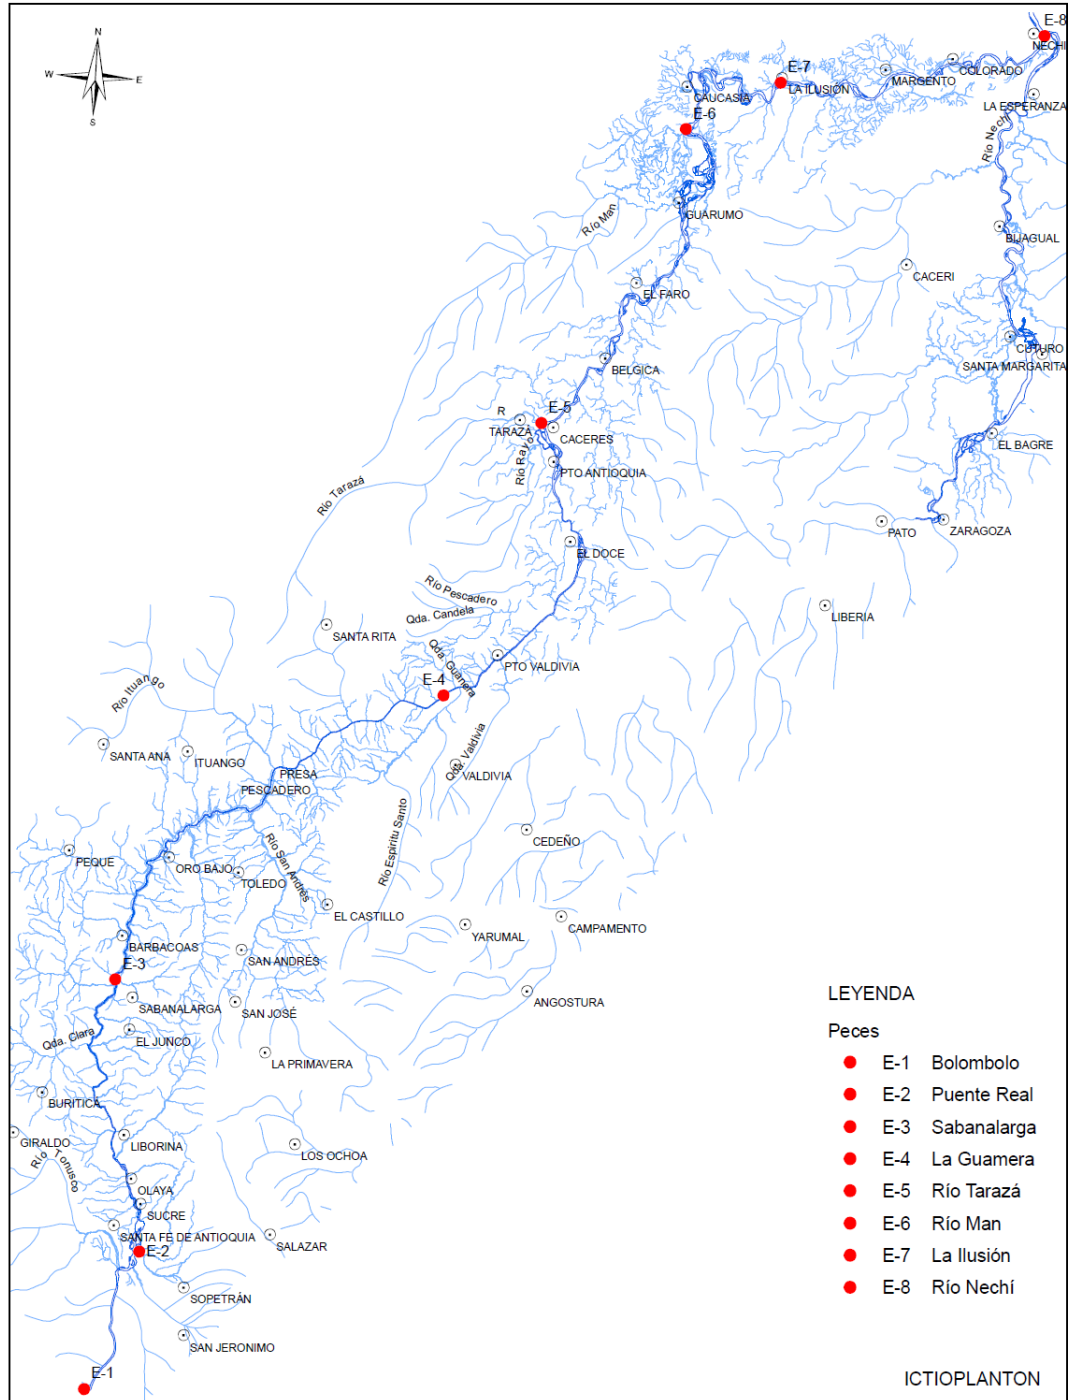 N
W
E
S
E-8
NECHI
COLORADO
MARGENTO
E-7
LA ILUSIÓN
CAUCASIA
LA ESPERANZA
E-6
Río Nechí
GUARUMO
Río Man
BIJAGUAL
CACERI
EL FARO
CUTURO
SANTA MARGARITA
BELGICA
R
E-5
TARAZÁ
CACERES
EL BAGRE
Río Rayo
PTO ANTIOQUIA
Río Tarazá
PATO
ZARAGOZA
EL DOCE
Río Pescadero
Qda. Candela
LIBERIA
SANTA RITA
Qda. Guanera
PTO VALDIVIA
E-4
Río Ituango
SANTA ANA
ITUANGO
Qda. Valdivia
VALDIVIA
PRESA
PESCADERO
Río Espíritu Santo
CEDEÑO
PEQUE
ORO BAJO
TOLEDO
Río San Andrés
EL CASTILLO
YARUMAL
CAMPAMENTO
BARBACOAS
SAN ANDRÉS
E-3
SABANALARGA
SAN JOSÉ
ANGOSTURA
Qda. Clara
EL JUNCO
LA PRIMAVERA
BURITICA
GIRALDO
LIBORINA
LOS OCHOA
Río Tonusco
OLAYA
SUCRE
SANTA FE DE ANTIOQUIA
SALAZAR
E-2
SOPETRÁN
SAN JERONIMO
E-1
LEYENDA
Peces
E-1 Bolombolo
E-2 Puente Real
E-3 Sabanalarga
E-4 La Guamera
E-5 Río Tarazá
E-6 Río Man
E-7 La Ilusión
E-8 Río Nechí
ICTIOPLANTON